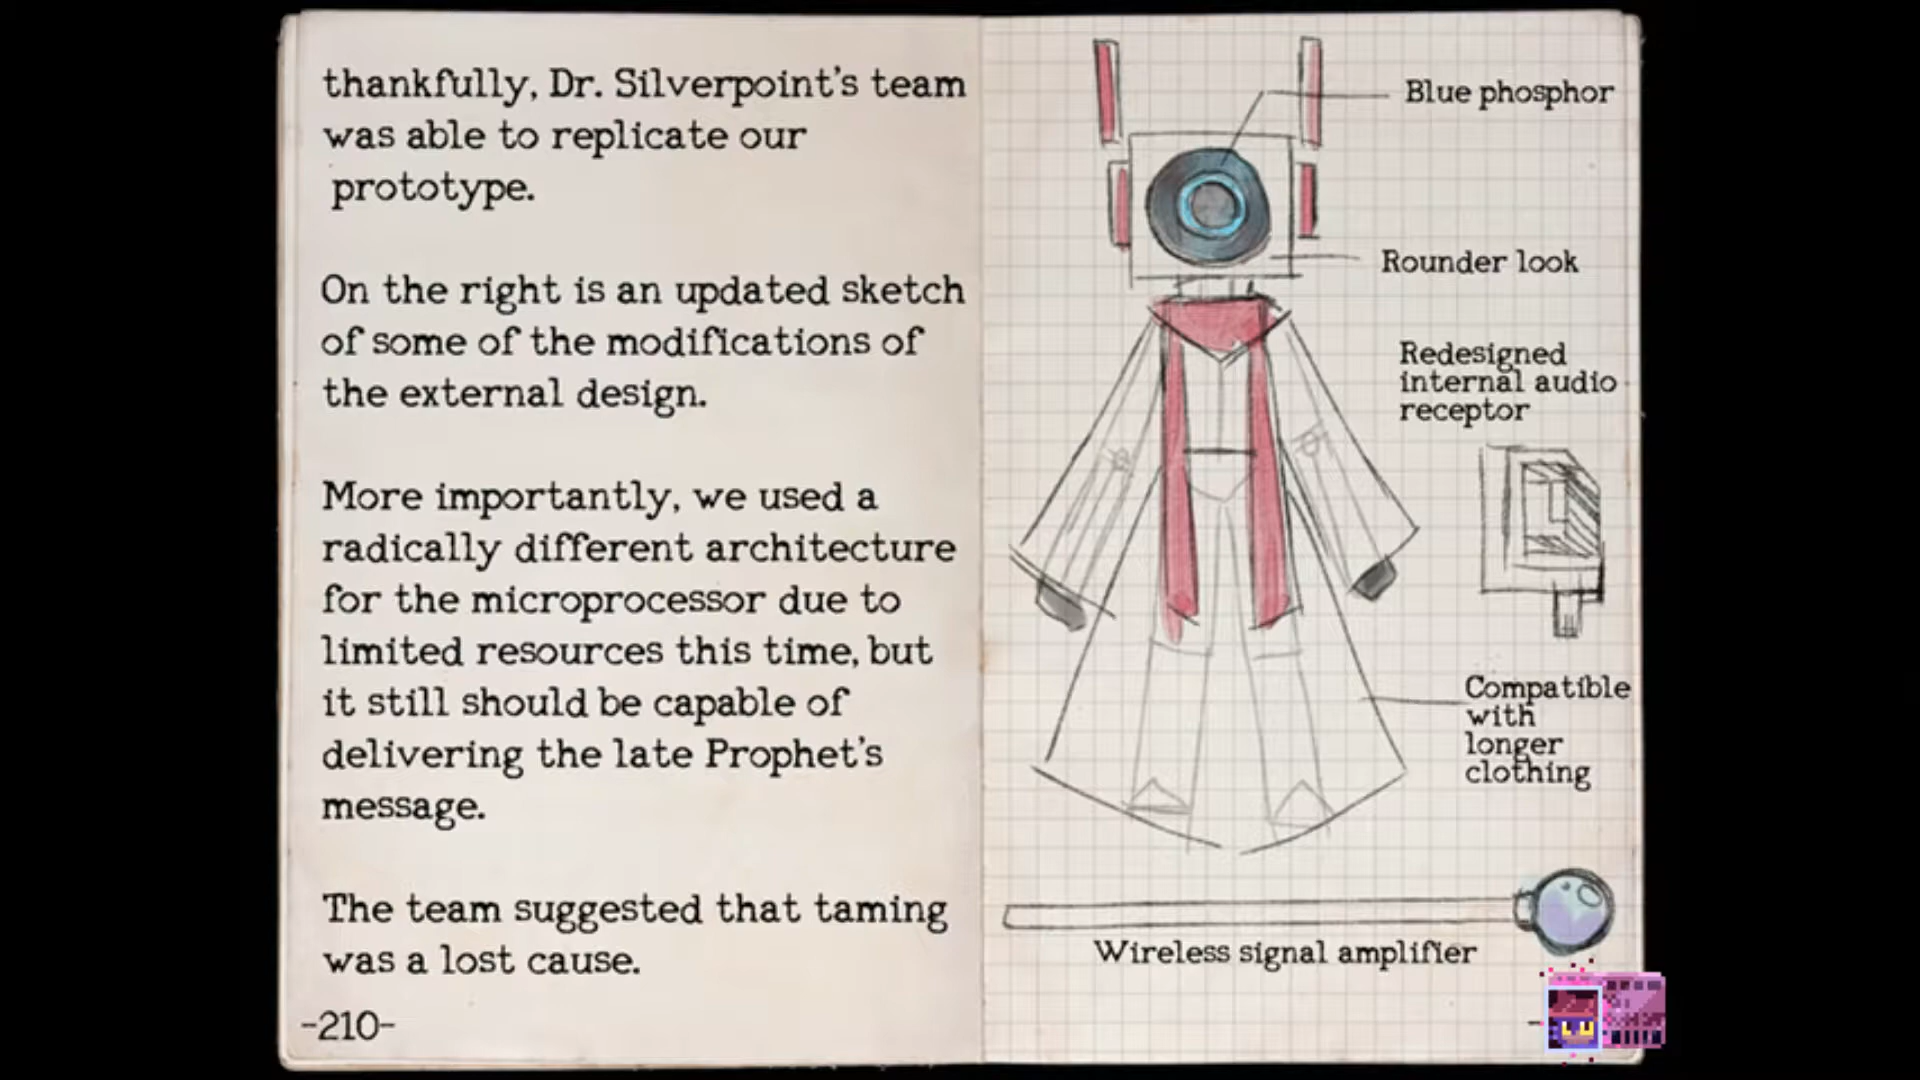 thankfully, Dr. Silverpoint's team
was able to replicate our
prototype.
On the right is an updated sketch
of some of the modifications of
the external design.
More importantly, we used a
radically different architecture
for the microprocessor due to
limited resources this time, but
it still should be capable of
delivering the late Prophet's
message.
The team suggested that taming
was a lost cause.
-210-
Blue phosphor
Rounder look
Redesigned
internal audio
receptor
Compatible
with
longer
clothing
Wireless signal amplifier